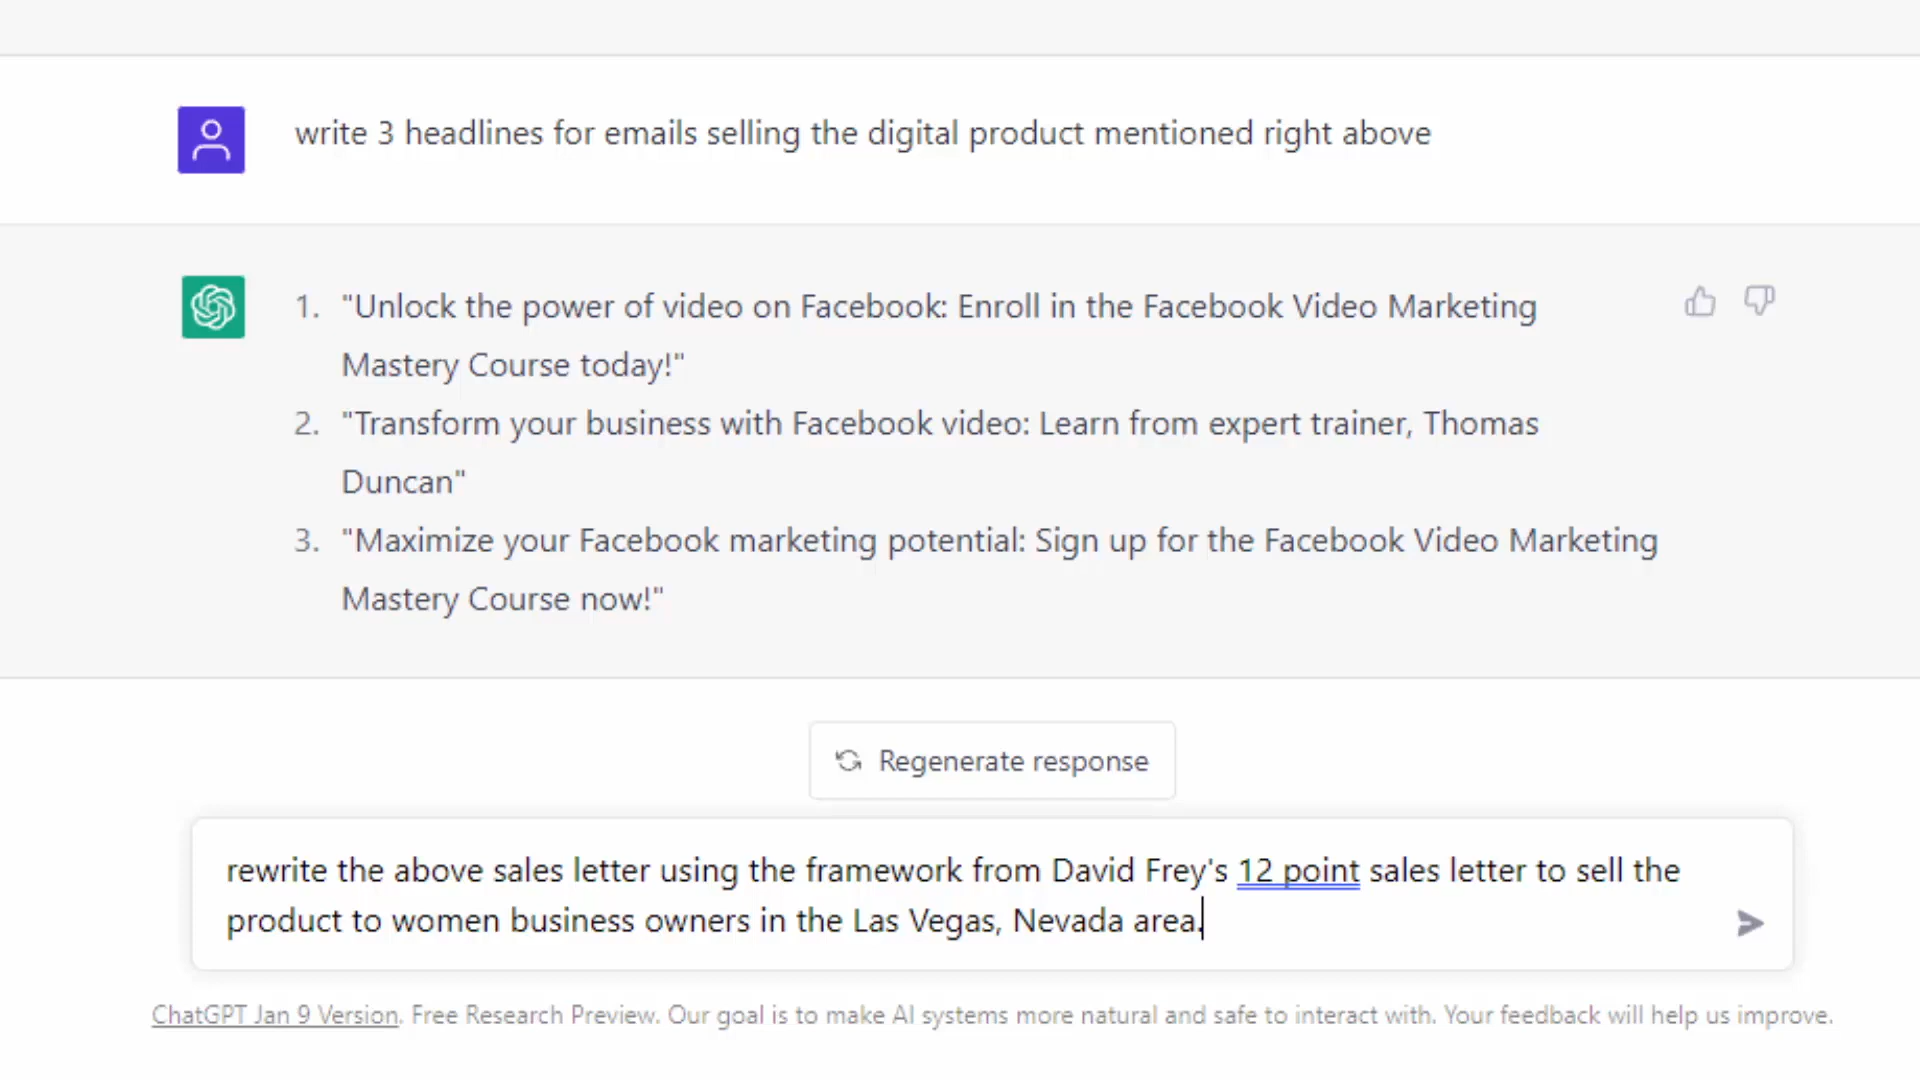 write 3 headlines for emails selling the digital product mentioned right above
1. "Unlock the power of video on Facebook: Enroll in the Facebook Video Marketing
Mastery Course today!"
2. "Transform your business with Facebook video: Learn from expert trainer, Thomas
Duncan"
3. "Maximize your Facebook marketing potential: Sign up for the Facebook Video Marketing
Mastery Course now!"
Regenerate response
rewrite the above sales letter using the framework from David Frey's 12 point sales letter to sell the
product to women business owners in the Las Vegas, Nevada area.
ChatGPT Jan 9 Version. Free Research Preview. Our goal is to make AI systems more natural and safe to interact with. Your feedback will help us improve.